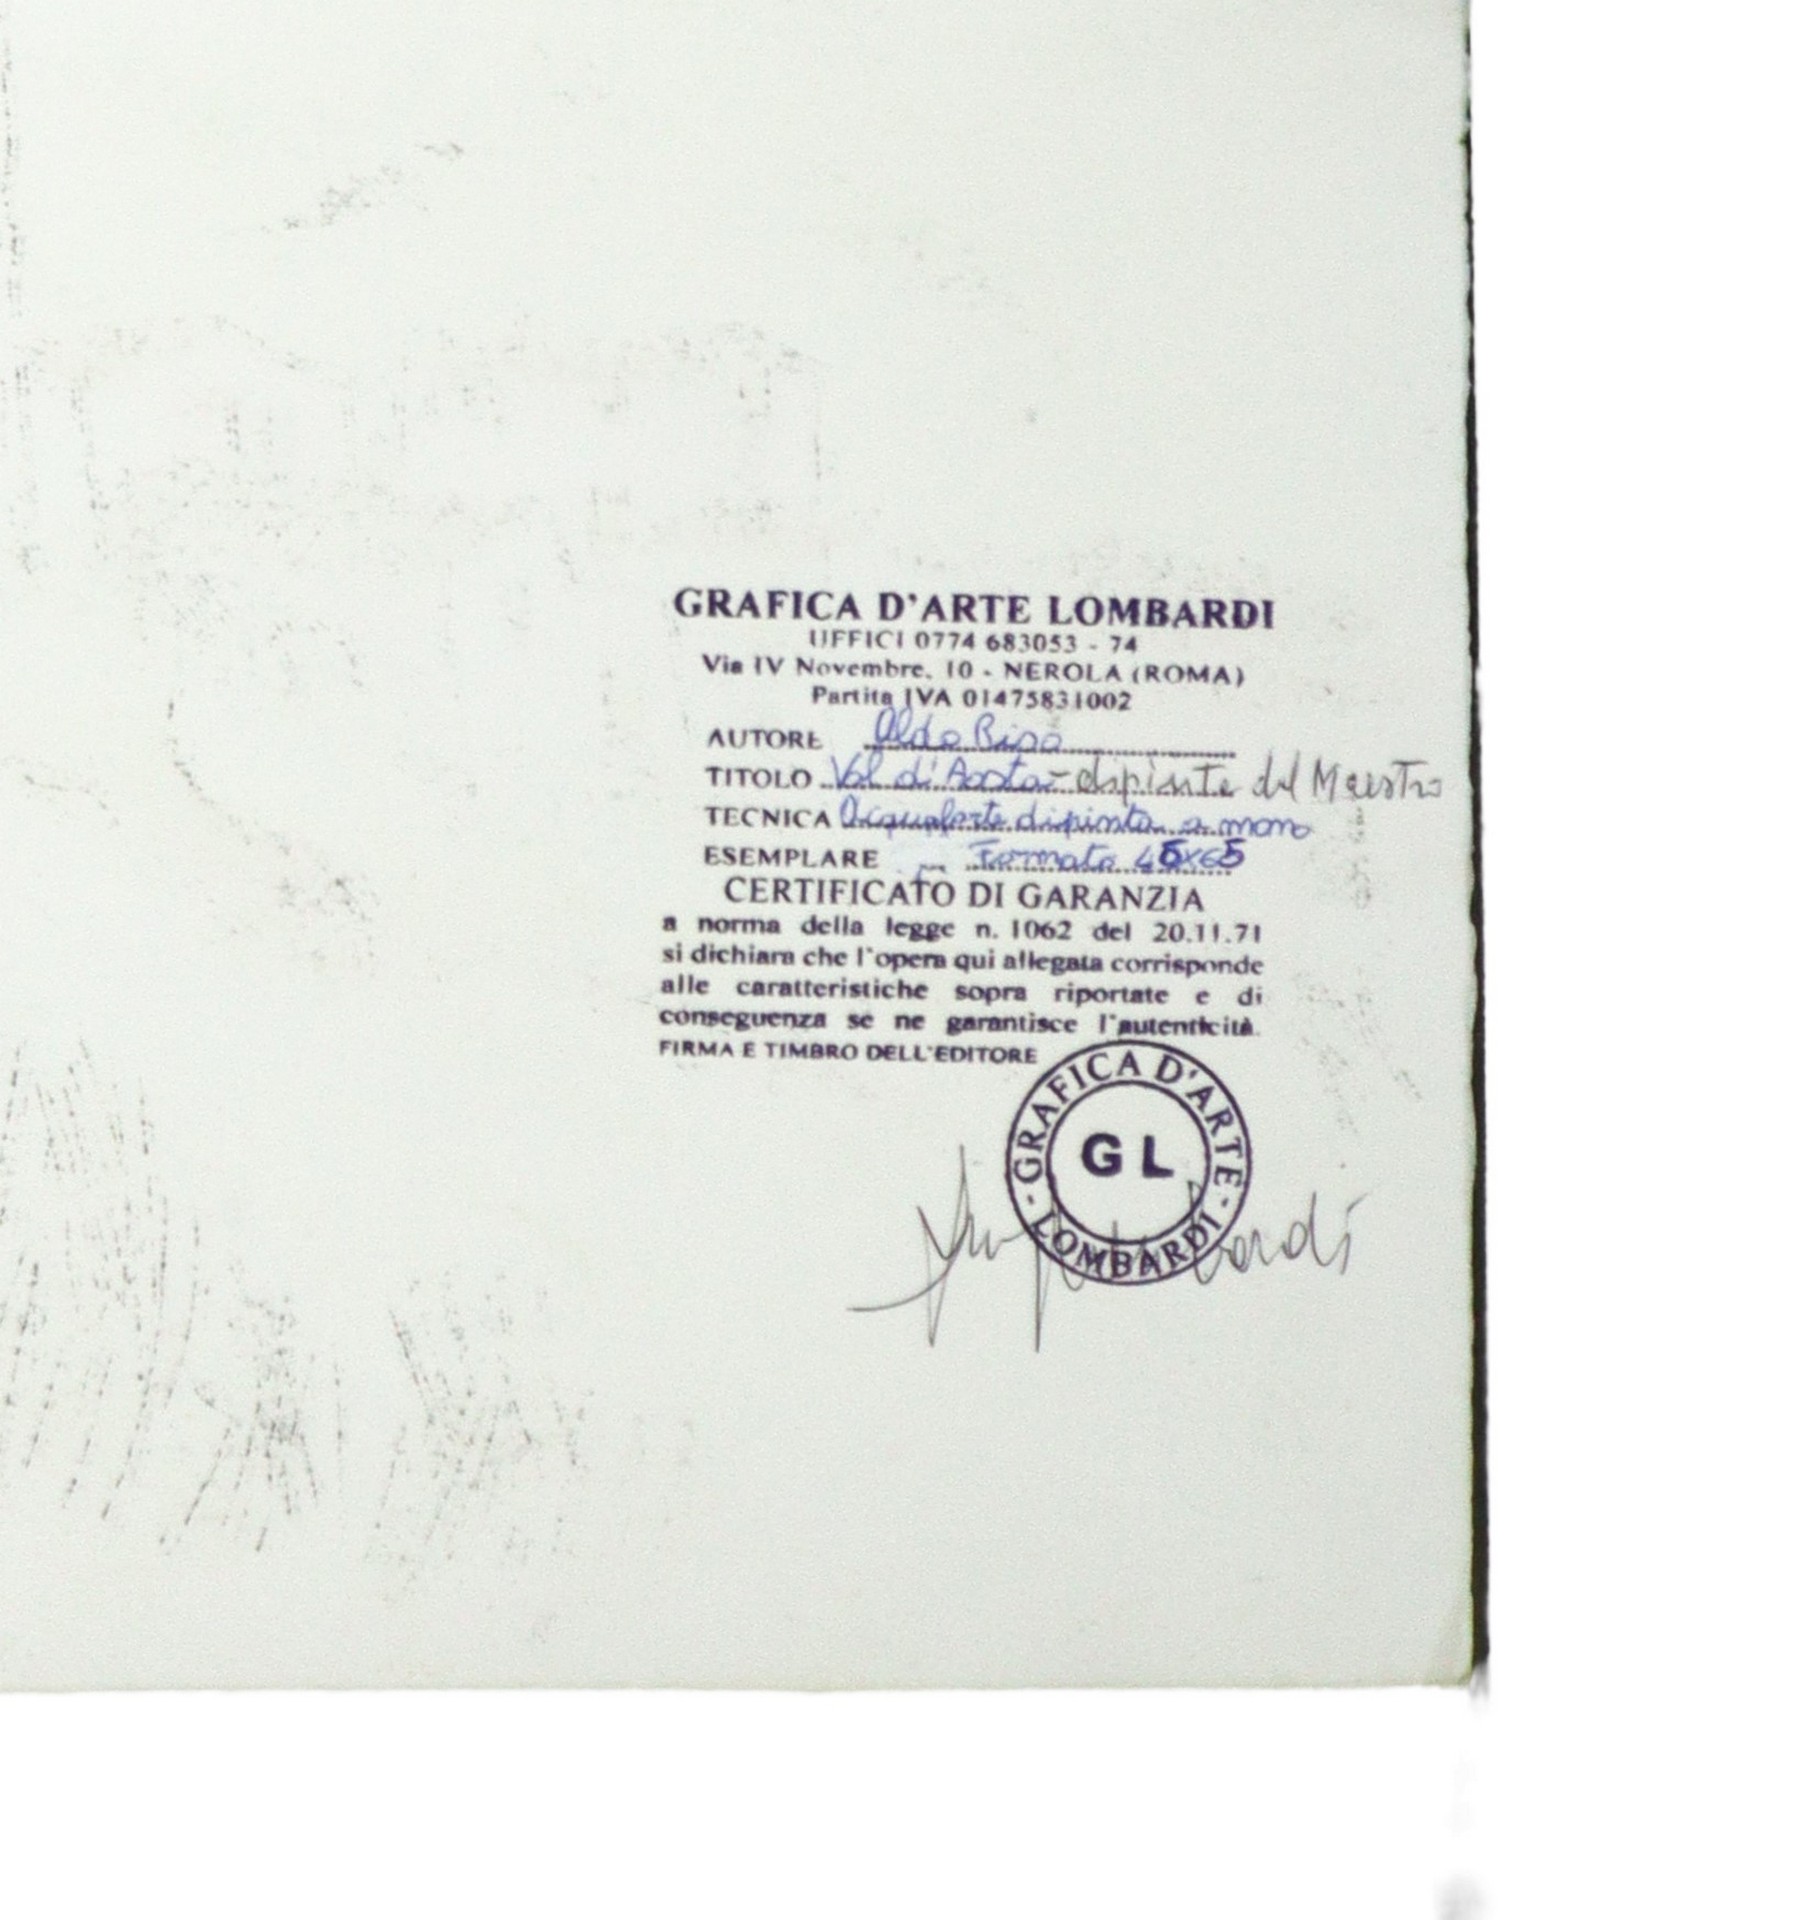 GRAFICA D'ARTE LOMBARDI
UFFICI 0774 683053 - 74
Via IV Novembre, 10 - NEROLA (ROMA)
Partita IVA 01475831002
AUTORE Aldo Riso
TITOLO Val di Aosta - dipinte dal Maestro
TECNICA Acquaforte dipinta a mano
ESEMPLARE Formato 45x65
CERTIFICATO DI GARANZIA
a norma della legge n. 1062 del 20.11.71
si dichiara che l'opera qui allegata corrisponde
alle caratteristiche sopra riportate e di
conseguenza se ne garantisce l'autenticità.
FIRMA E TIMBRO DELL'EDITORE
GRAFICA D'ARTE
GL
LOMBARDI